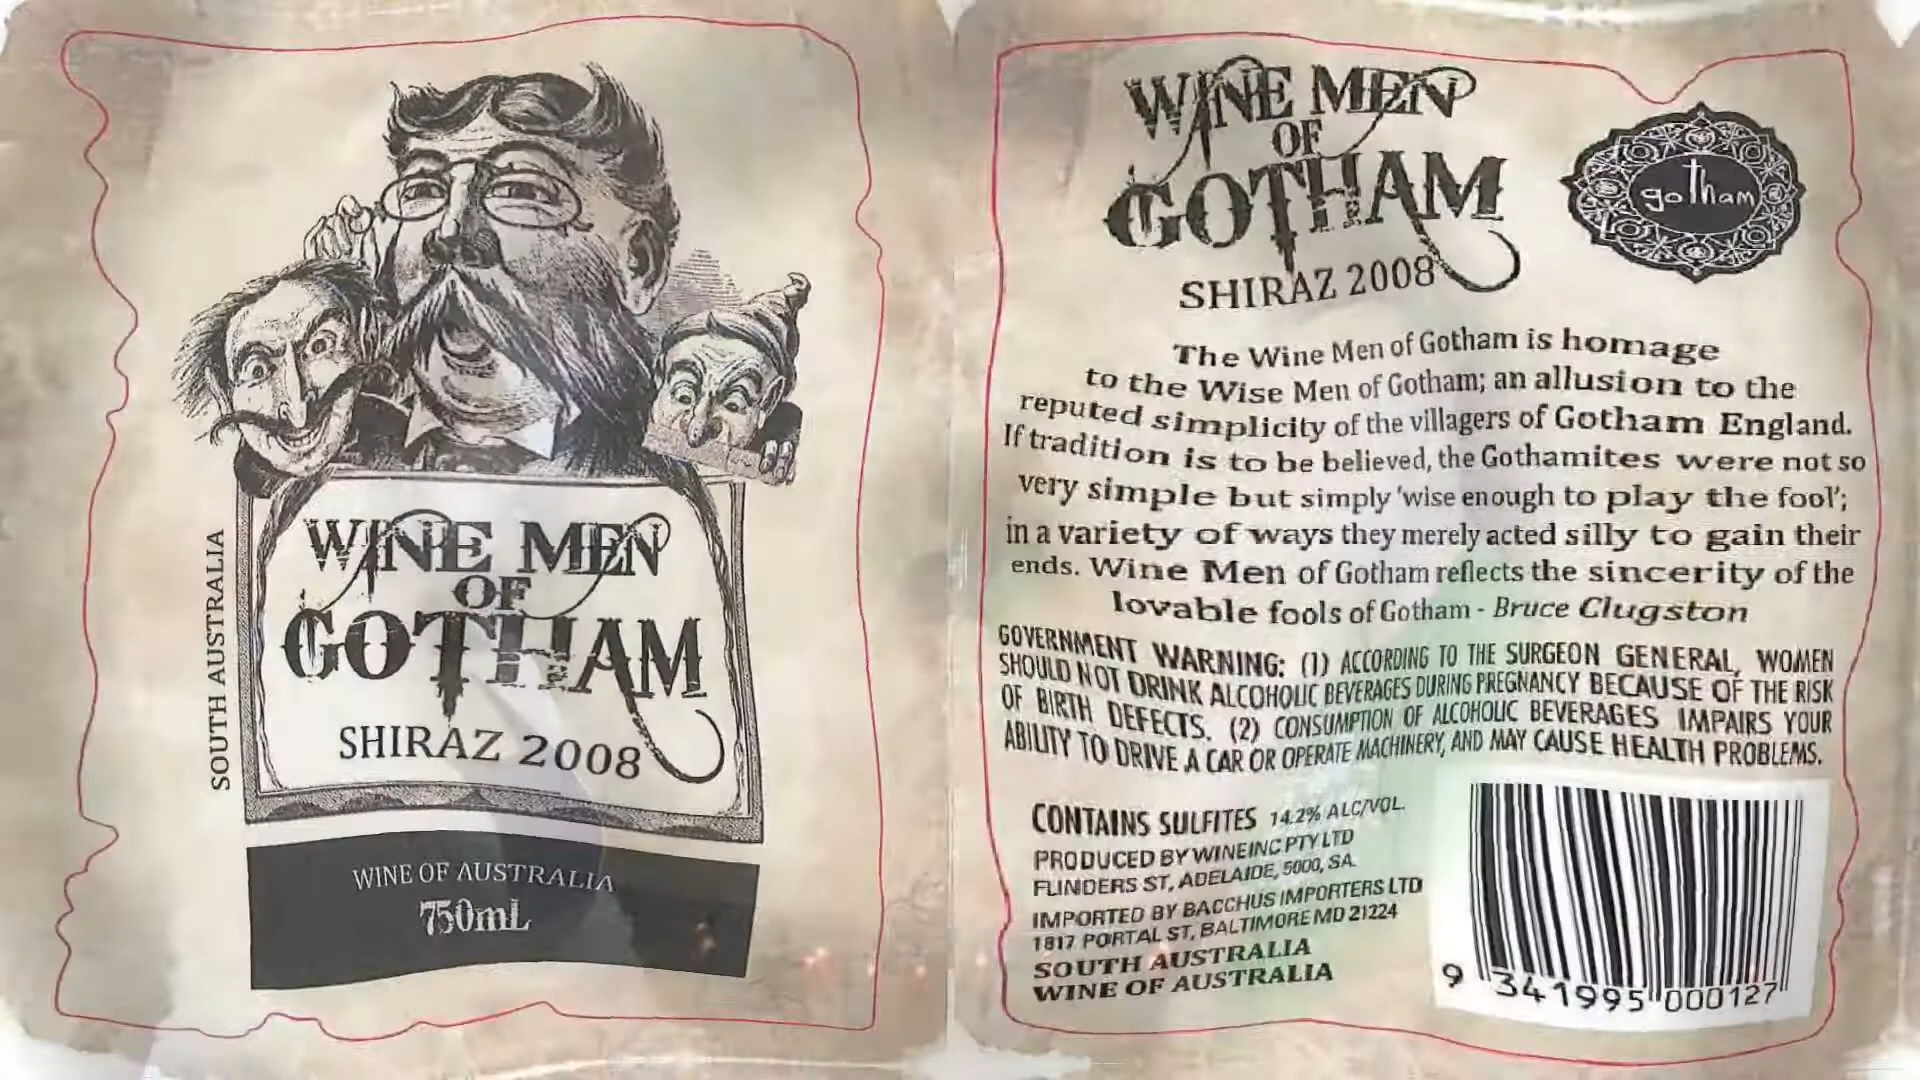 SOUTH AUSTRALIA
WINE MEN
OF
GOTHAM
SHIRAZ 2008
WINE OF AUSTRALIA
750mL
WINE MEN
OF
GOTHAM
SHIRAZ 2008
gotham
The Wine Men of Gotham is homage
to the Wise Men of Gotham; an allusion to the
reputed simplicity of the villagers of Gotham England.
If tradition is to be believed, the Gothamites were not so
very simple but simply 'wise enough to play the fool';
in a variety of ways they merely acted silly to gain their
ends. Wine Men of Gotham reflects the sincerity of the
lovable fools of Gotham - Bruce Clugston
GOVERNMENT WARNING: (1) ACCORDING TO THE SURGEON GENERAL, WOMEN
SHOULD NOT DRINK ALCOHOLIC BEVERAGES DURING PREGNANCY BECAUSE OF THE RISK
OF BIRTH DEFECTS. (2) CONSUMPTION OF ALCOHOLIC BEVERAGES IMPAIRS YOUR
ABILITY TO DRIVE A CAR OR OPERATE MACHINERY, AND MAY CAUSE HEALTH PROBLEMS.
CONTAINS SULFITES 14.2% ALC/VOL.
PRODUCED BY WINEINC PTY LTD
FLINDERS ST, ADELAIDE, 5000, SA.
IMPORTED BY BACCHUS IMPORTERS LTD
1817 PORTAL ST, BALTIMORE MD 21224
SOUTH AUSTRALIA
WINE OF AUSTRALIA
9 341995 000127